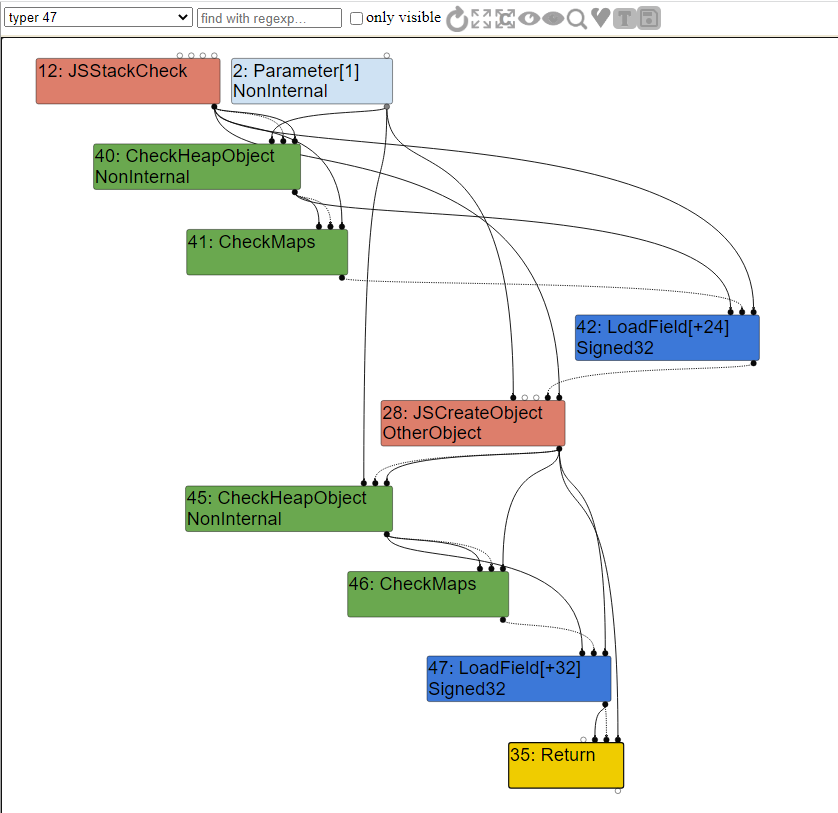 typer 47
find with regexp…
only visible
12: JSStackCheck
2: Parameter[1]
NonInternal
40: CheckHeapObject
NonInternal
41: CheckMaps
42: LoadField[+24]
Signed32
28: JSCreateObject
OtherObject
45: CheckHeapObject
NonInternal
46: CheckMaps
47: LoadField[+32]
Signed32
35: Return